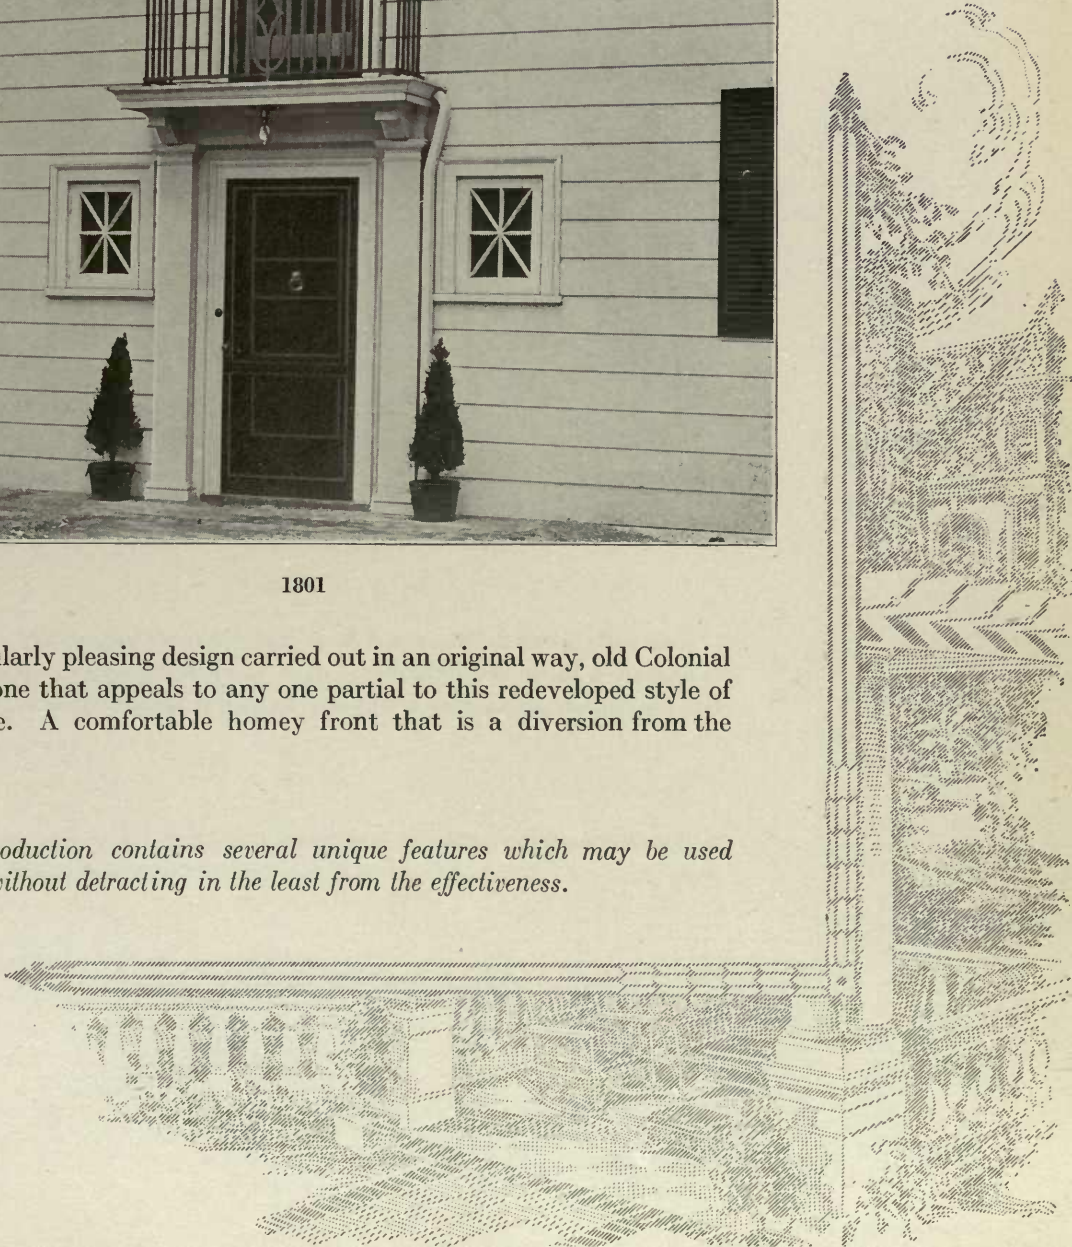 1801
larly pleasing design carried out in an original way, old Colonial
one that appeals to any one partial to this redeveloped style of
e. A comfortable homey front that is a diversion from the
oduction contains several unique features which may be used
without detracting in the least from the effectiveness.